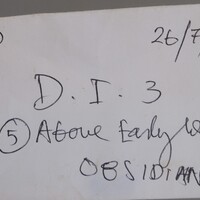 26/7
D. I. 3
⑤ Above Early
OBSIDIAN